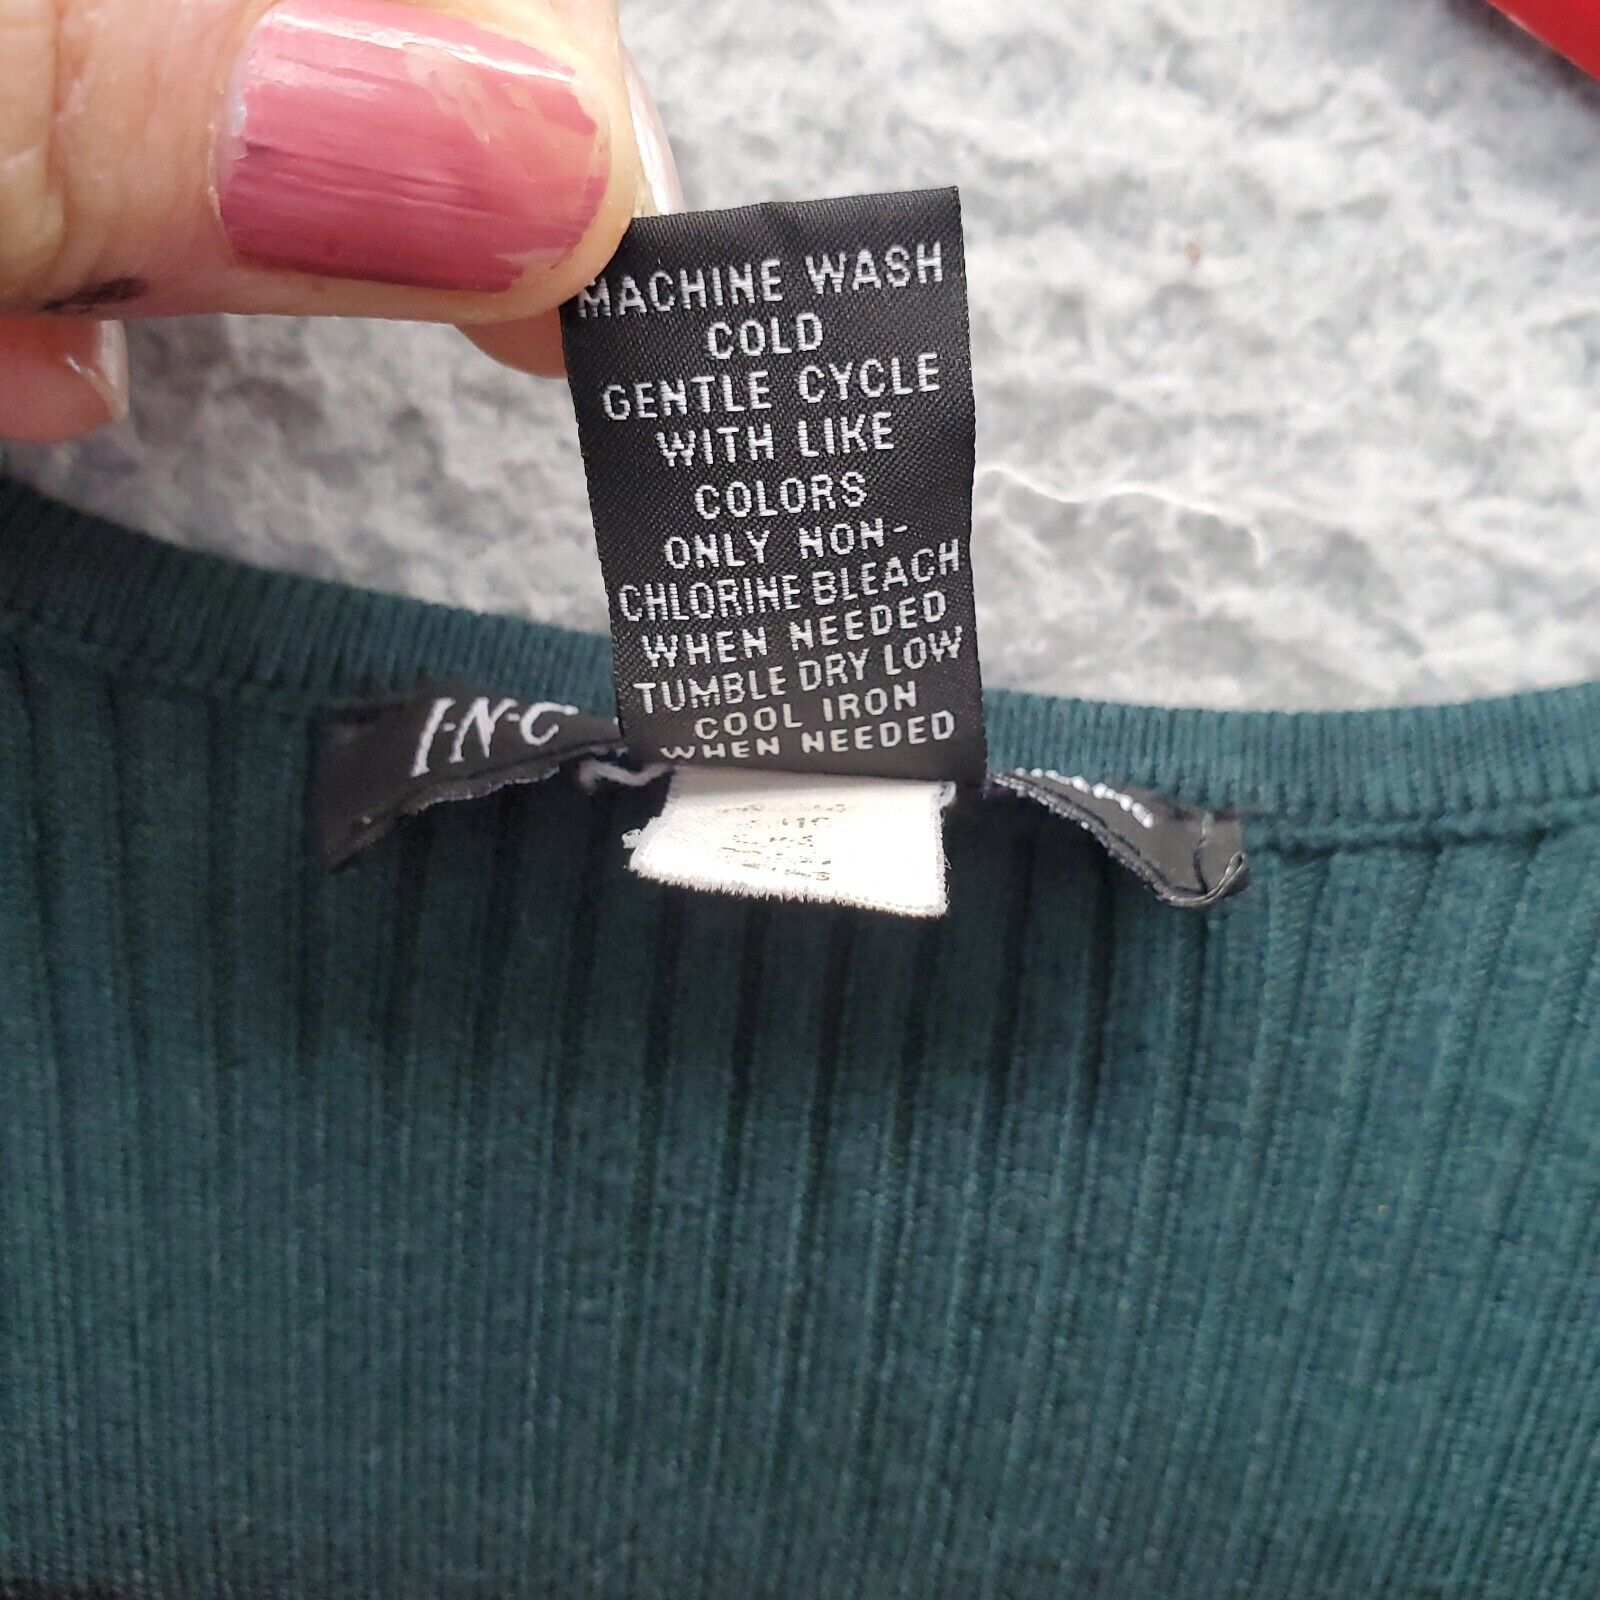 MACHINE WASH
COLD
GENTLE CYCLE
WITH LIKE
COLORS
ONLY NON-
CHLORINE BLEACH
WHEN NEEDED
TUMBLE DRY LOW
COOL IRON
WHEN NEEDED
I·N·C